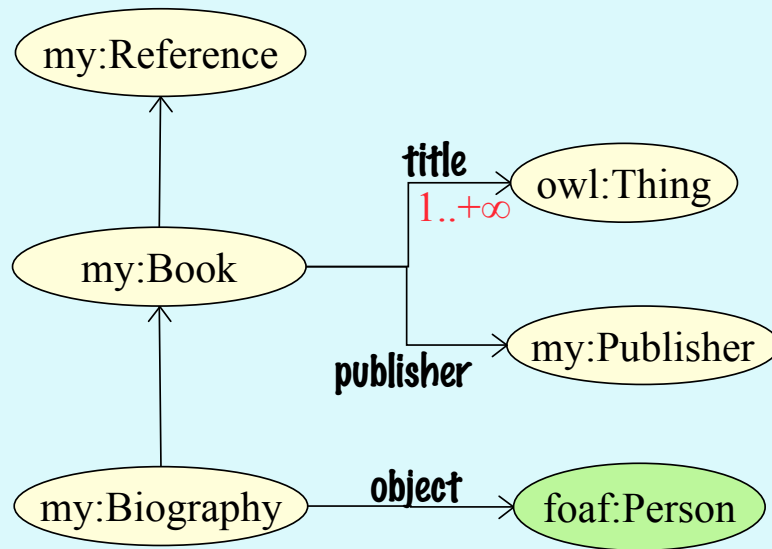 my:Reference
title
owl:Thing
1..+∞
my:Book
my:Publisher
publisher
object
my:Biography
foaf:Person